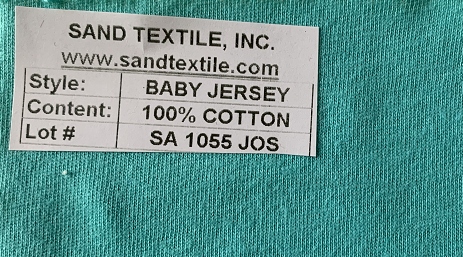 SAND TEXTILE, INC.
www.sandtextile.com
Style: BABY JERSEY
Content: 100% COTTON
Lot # SA 1055 JOS